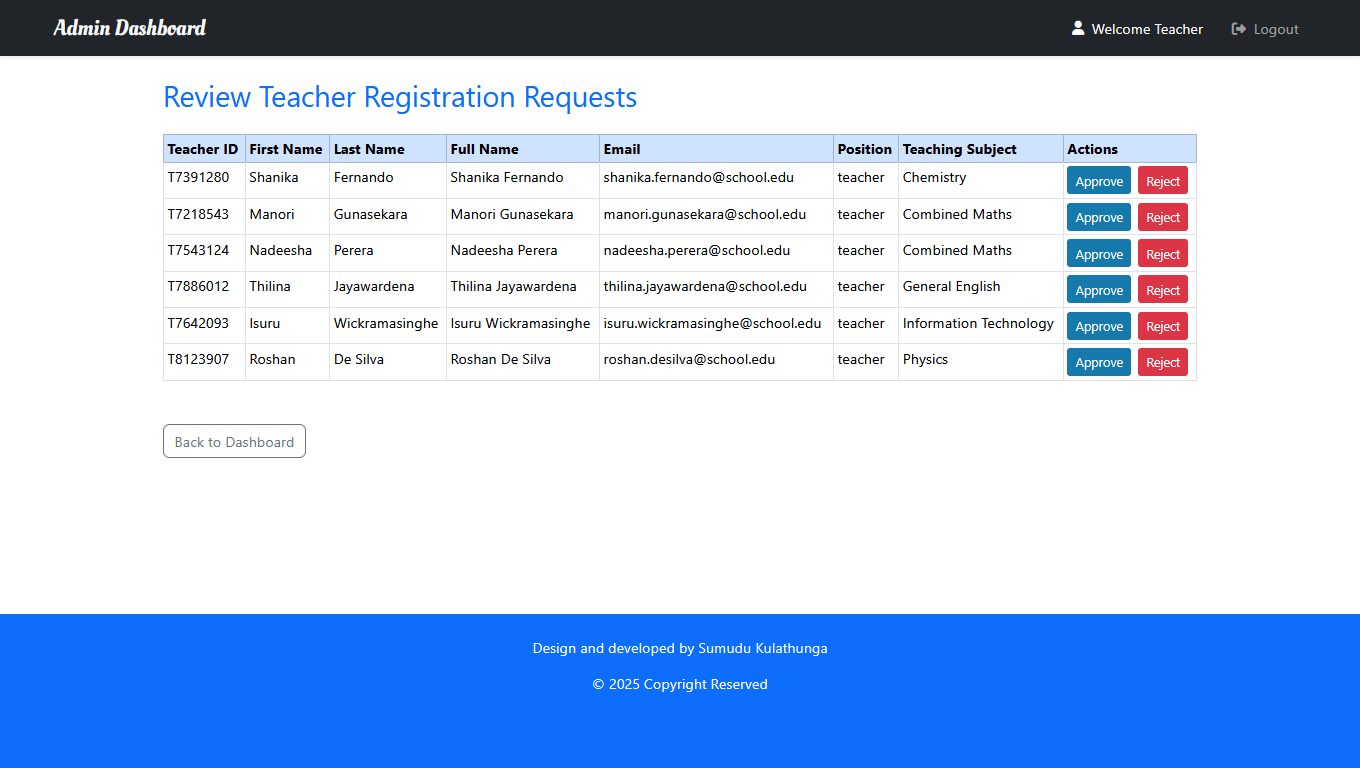 Admin Dashboard Welcome Teacher Logout
Review Teacher Registration Requests
Teacher ID First Name Last Name Full Name Email Position Teaching Subject Actions
T7391280 Shanika Fernando Shanika Fernando shanika.fernando@school.edu teacher Chemistry Approve Reject
T7218543 Manori Gunasekara Manori Gunasekara manori.gunasekara@school.edu teacher Combined Maths Approve Reject
T7543124 Nadeesha Perera Nadeesha Perera nadeesha.perera@school.edu teacher Combined Maths Approve Reject
T7886012 Thilina Jayawardena Thilina Jayawardena thilina.jayawardena@school.edu teacher General English Approve Reject
T7642093 Isuru Wickramasinghe Isuru Wickramasinghe isuru.wickramasinghe@school.edu teacher Information Technology Approve Reject
T8123907 Roshan De Silva Roshan De Silva roshan.desilva@school.edu teacher Physics Approve Reject
Back to Dashboard
Design and developed by Sumudu Kulathunga
© 2025 Copyright Reserved